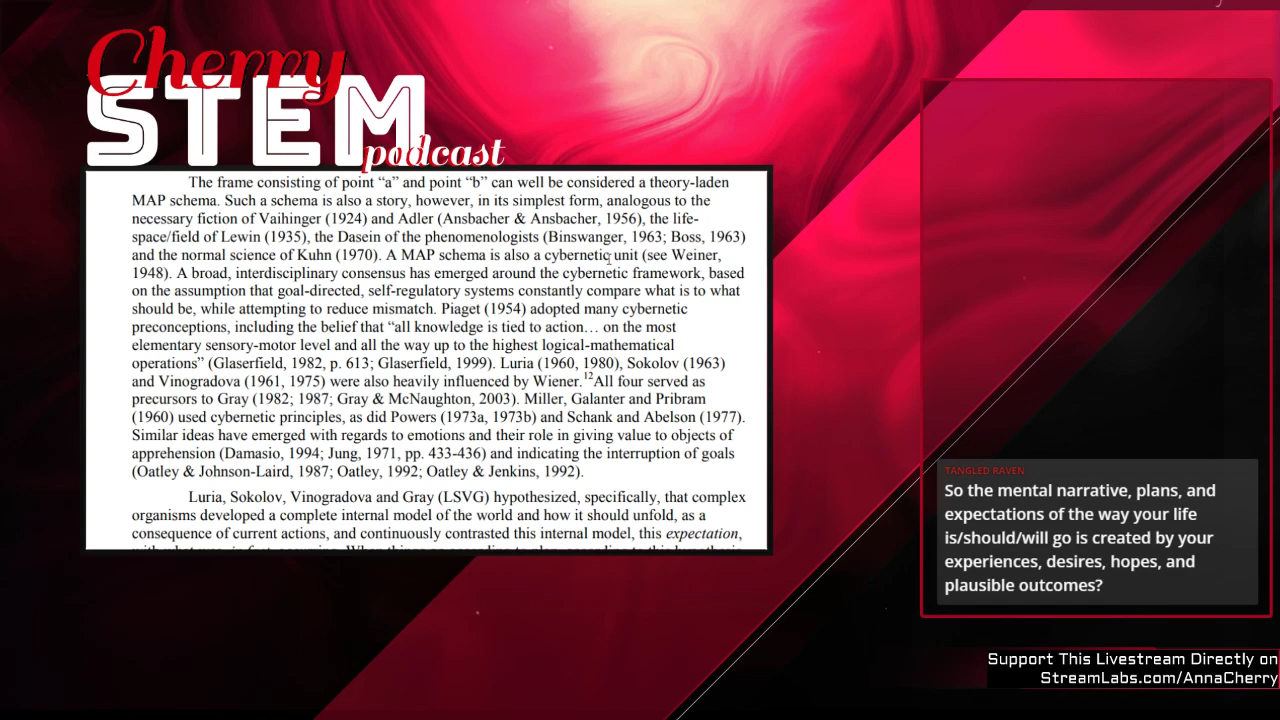 Cherry
STEM
podcast
The frame consisting of point “a” and point “b” can well be considered a theory-laden
MAP schema. Such a schema is also a story, however, in its simplest form, analogous to the
necessary fiction of Vaihinger (1924) and Adler (Ansbacher & Ansbacher, 1956), the life-
space/field of Lewin (1935), the Dasein of the phenomenologists (Binswanger, 1963; Boss, 1963)
and the normal science of Kuhn (1970). A MAP schema is also a cybernetic unit (see Weiner,
1948). A broad, interdisciplinary consensus has emerged around the cybernetic framework, based
on the assumption that goal-directed, self-regulatory systems constantly compare what is to what
should be, while attempting to reduce mismatch. Piaget (1954) adopted many cybernetic
preconceptions, including the belief that “all knowledge is tied to action… on the most
elementary sensory-motor level and all the way up to the highest logical-mathematical
operations” (Glaserfield, 1982, p. 613; Glaserfield, 1999). Luria (1960, 1980), Sokolov (1963)
and Vinogradova (1961, 1975) were also heavily influenced by Wiener.12All four served as
precursors to Gray (1982; 1987; Gray & McNaughton, 2003). Miller, Galanter and Pribram
(1960) used cybernetic principles, as did Powers (1973a, 1973b) and Schank and Abelson (1977).
Similar ideas have emerged with regards to emotions and their role in giving value to objects of
apprehension (Damasio, 1994; Jung, 1971, pp. 433-436) and indicating the interruption of goals
(Oatley & Johnson-Laird, 1987; Oatley, 1992; Oatley & Jenkins, 1992).
Luria, Sokolov, Vinogradova and Gray (LSVG) hypothesized, specifically, that complex
organisms developed a complete internal model of the world and how it should unfold, as a
consequence of current actions, and continuously contrasted this internal model, this expectation,
TANGLED RAVEN
So the mental narrative, plans, and
expectations of the way your life
is/should/will go is created by your
experiences, desires, hopes, and
plausible outcomes?
Support This Livestream Directly on
StreamLabs.com/AnnaCherry